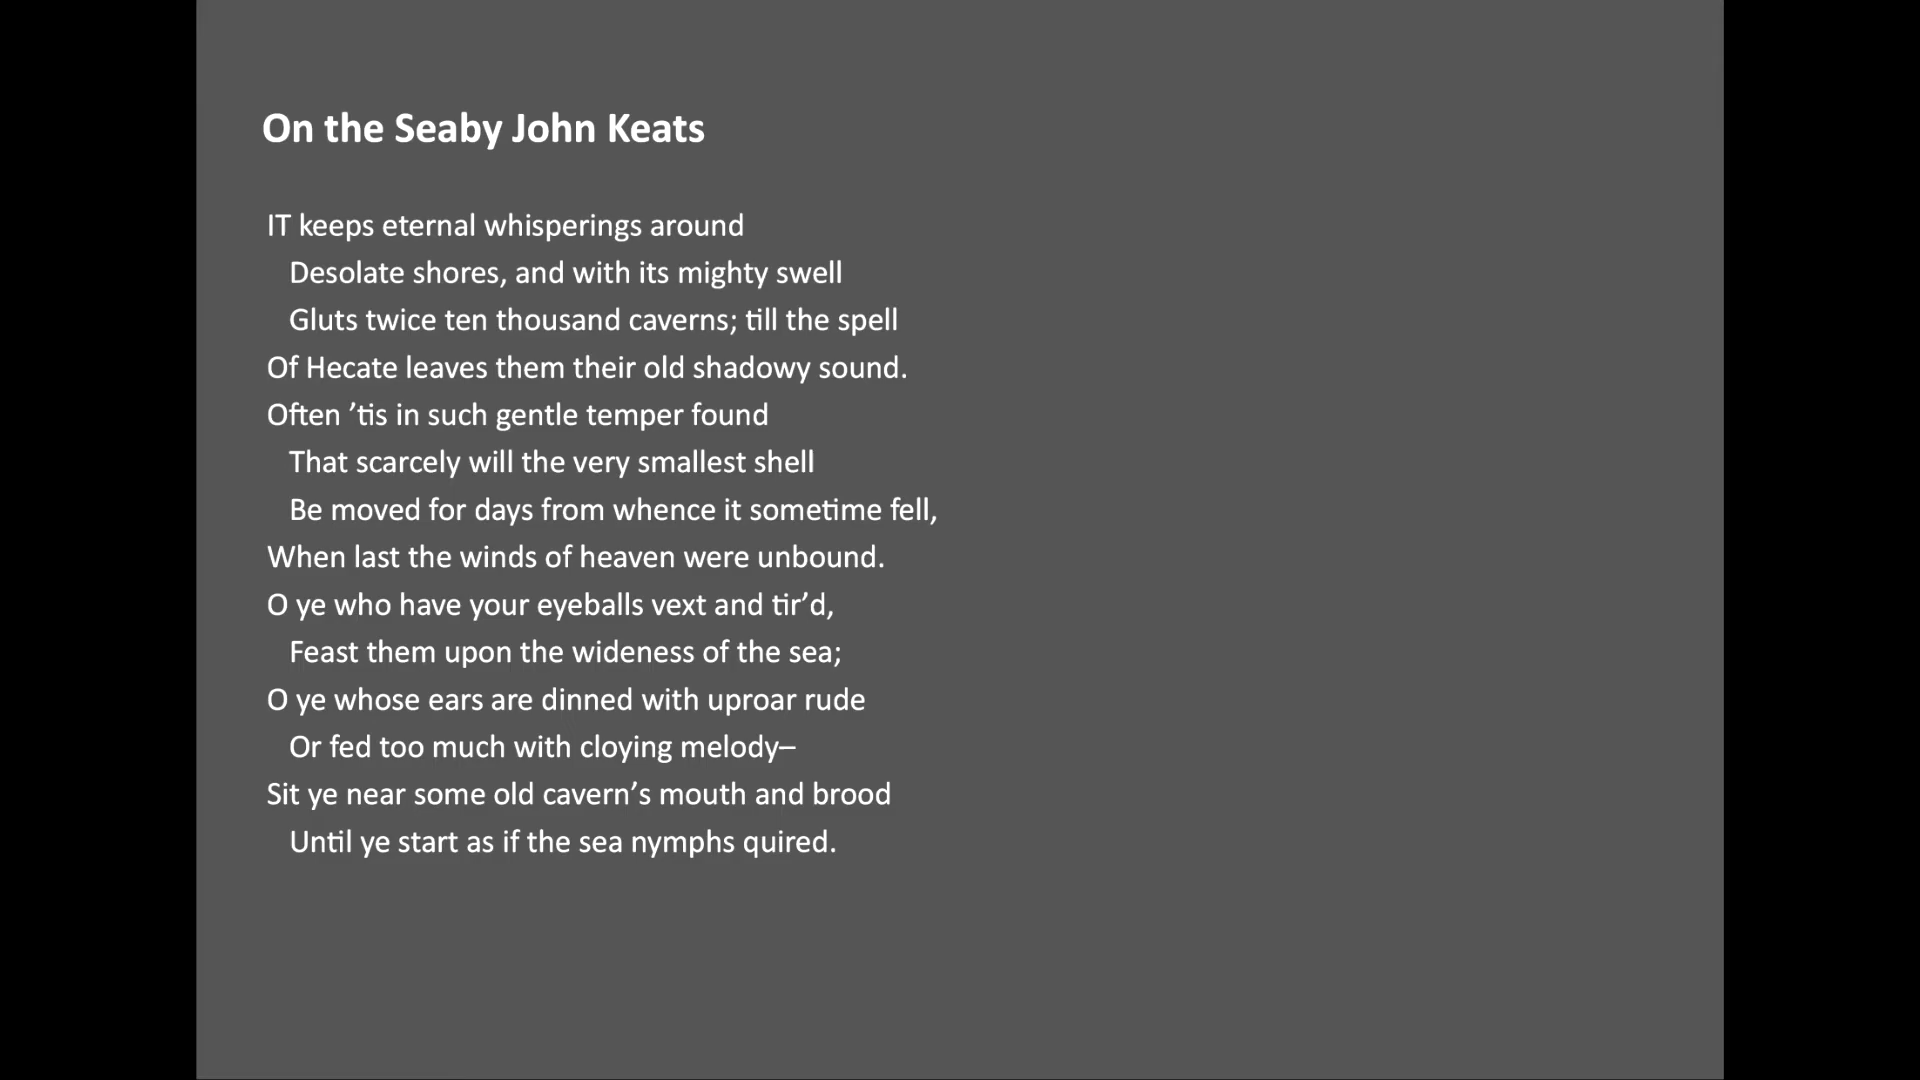 On the Seaby John Keats
IT keeps eternal whisperings around
Desolate shores, and with its mighty swell
Gluts twice ten thousand caverns; till the spell
Of Hecate leaves them their old shadowy sound.
Often ’tis in such gentle temper found
That scarcely will the very smallest shell
Be moved for days from whence it sometime fell,
When last the winds of heaven were unbound.
O ye who have your eyeballs vext and tir’d,
Feast them upon the wideness of the sea;
O ye whose ears are dinned with uproar rude
Or fed too much with cloying melody–
Sit ye near some old cavern’s mouth and brood
Until ye start as if the sea nymphs quired.